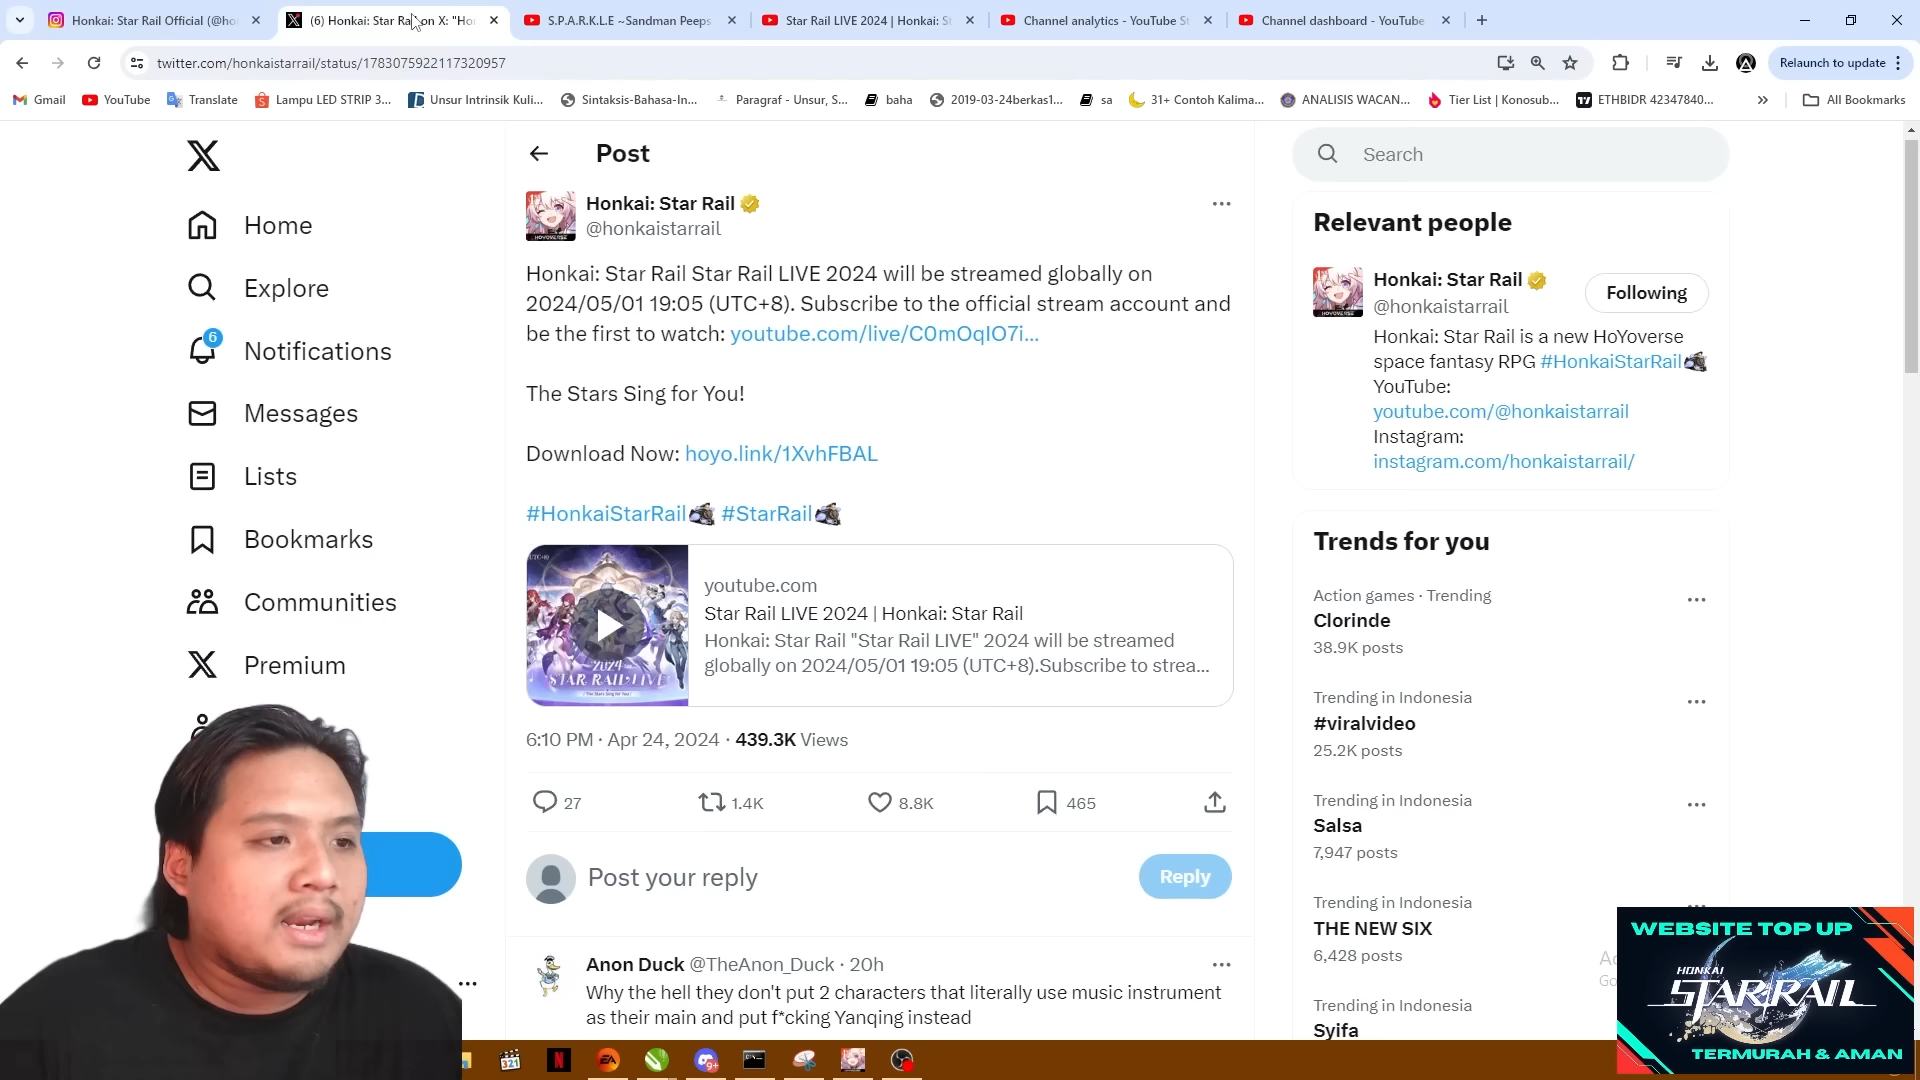 Honkai: Star Rail Official (@ho
(6) Honkai: Star Rail on X: "Ho
S.P.A.R.K.L.E ~Sandman Peeps
Star Rail LIVE 2024 | Honkai: S
Channel analytics - YouTube St
Channel dashboard - YouTube
twitter.com/honkaistarrail/status/1783075922117320957
Relaunch to update
Gmail
YouTube
Translate
Lampu LED STRIP 3...
Unsur Intrinsik Kuli...
Sintaksis-Bahasa-In...
Paragraf - Unsur, S...
baha
2019-03-24berkas1...
sa
31+ Contoh Kalima...
ANALISIS WACAN...
Tier List | Konosub...
ETHBIDR 42347840...
All Bookmarks
Home
Explore
6
Notifications
Messages
Lists
Bookmarks
Communities
Premium
Post
Honkai: Star Rail
@honkaistarrail
Honkai: Star Rail Star Rail LIVE 2024 will be streamed globally on
2024/05/01 19:05 (UTC+8). Subscribe to the official stream account and
be the first to watch: youtube.com/live/C0mOqIO7i...
The Stars Sing for You!
Download Now: hoyo.link/1XvhFBAL
#HonkaiStarRail #StarRail
2024
STAR RAIL LIVE
The Stars Sing for You!
youtube.com
Star Rail LIVE 2024 | Honkai: Star Rail
Honkai: Star Rail "Star Rail LIVE" 2024 will be streamed
globally on 2024/05/01 19:05 (UTC+8).Subscribe to strea...
6:10 PM · Apr 24, 2024 · 439.3K Views
27
1.4K
8.8K
465
Post your reply
Reply
Anon Duck @TheAnon_Duck · 20h
Why the hell they don't put 2 characters that literally use music instrument
as their main and put f*cking Yanqing instead
Search
Relevant people
Honkai: Star Rail
@honkaistarrail
Following
Honkai: Star Rail is a new HoYoverse
space fantasy RPG #HonkaiStarRail
YouTube:
youtube.com/@honkaistarrail
Instagram:
instagram.com/honkaistarrail/
Trends for you
Action games · Trending
Clorinde
38.9K posts
Trending in Indonesia
#viralvideo
25.2K posts
Trending in Indonesia
Salsa
7,947 posts
Trending in Indonesia
THE NEW SIX
6,428 posts
Trending in Indonesia
Syifa
WEBSITE TOP UP
HONKAI
STAR RAIL
TERMURAH & AMAN